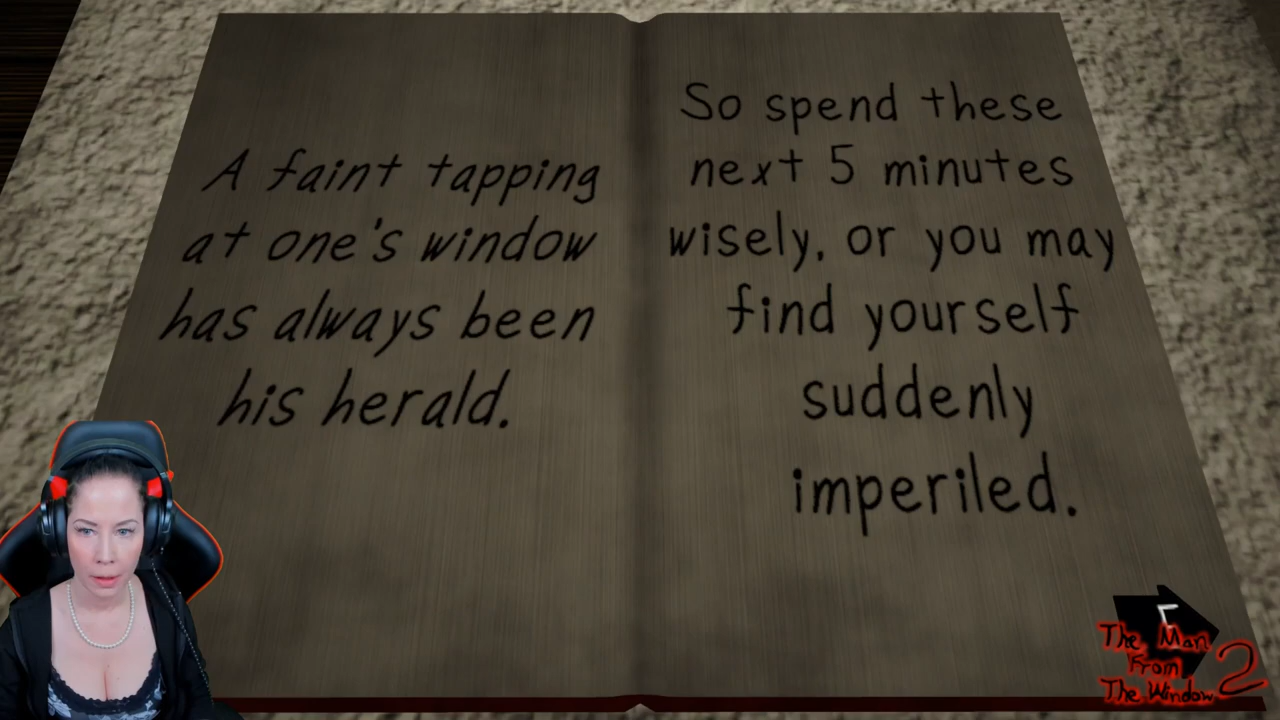 A faint tapping
at one's window
has always been
his herald.
So spend these
next 5 minutes
wisely, or you may
find yourself
suddenly
imperiled.
The Man
From
The Window 2